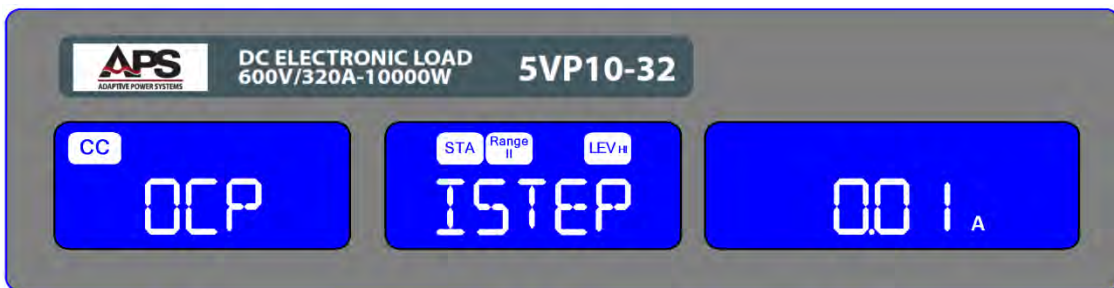 APS
ADAPTIVE POWER SYSTEMS
DC ELECTRONIC LOAD
600V/320A-10000W
5VP10-32
CC
OCP
STA Range II LEV HI
ISTEP
0.01 A